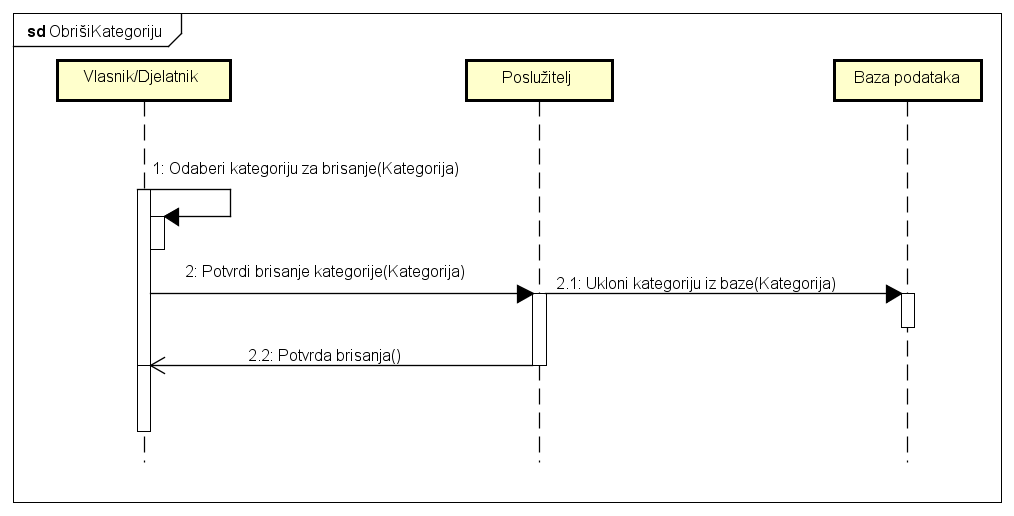 sd ObrišiKategoriju
Vlasnik/Djelatnik
Poslužitelj
Baza podataka
1: Odaberi kategoriju za brisanje(Kategorija)
2: Potvrdi brisanje kategorije(Kategorija)
2.1: Ukloni kategoriju iz baze(Kategorija)
2.2: Potvrda brisanja()